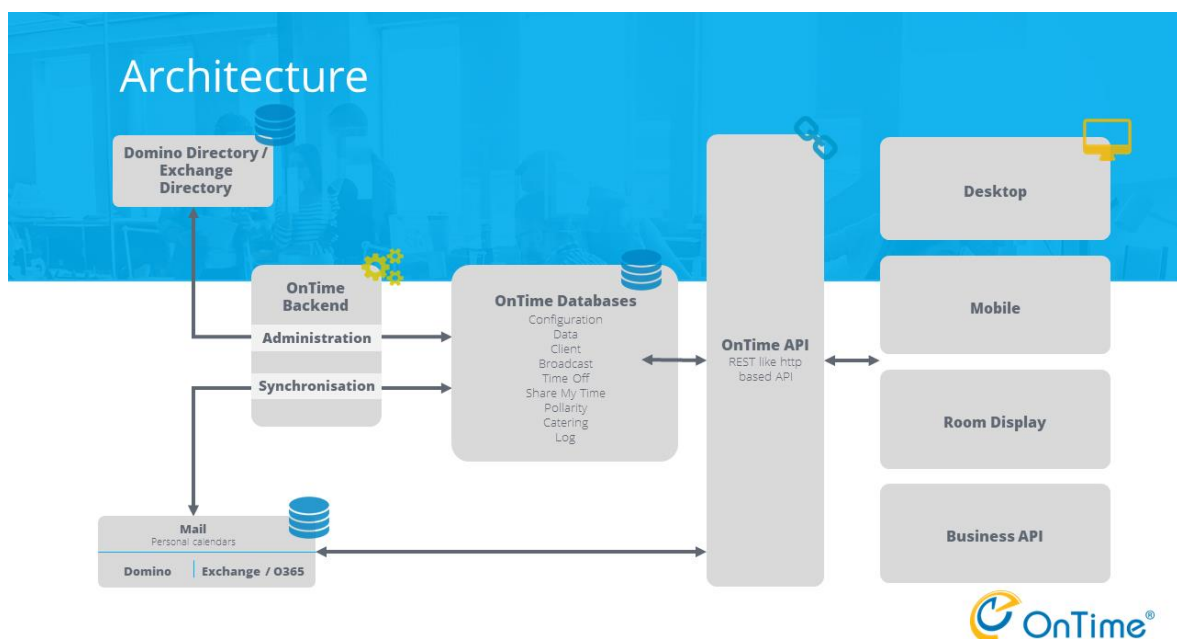 Architecture
Domino Directory /
Exchange
Directory
OnTime
Backend
Administration
Synchronisation
OnTime Databases
Configuration
Data
Client
Broadcast
Time Off
Share My Time
Pollarity
Catering
Log
OnTime API
REST like http
based API
Desktop
Mobile
Room Display
Business API
Mail
Personal calendars
Domino
Exchange / O365
OnTime®